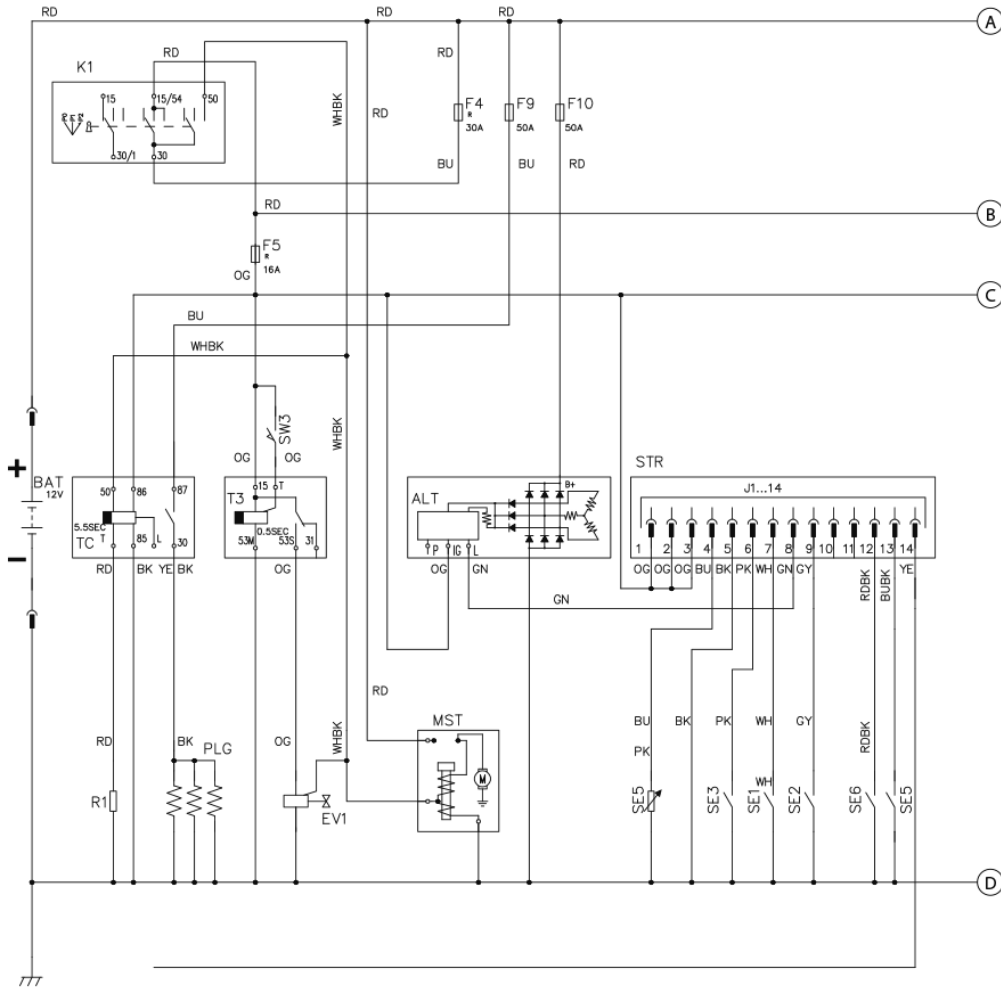 RD RD RD RD A
RD
K1
15 15/54 50
30/1 30
WHBK
RD
RD
F4
R
30A
F9
50A
F10
50A
BU BU RD
RD B
F5
R
16A
OG
C
BU
WHBK
SW3
WHBK
OG OG
+
BAT
12V
-
50 86 87
5.5SEC
T 85 L 30
TC
15 T
T3
0.5SEC
53M 53S 31
ALT
B+
P IG L
STR
J1...14
1 2 3 4 5 6 7 8 9 10 11 12 13 14
RD BK YE BK
OG
OG GN
OG OG OG BU BK PK WH GN GY RDBK BUBK YE
GN
RD
MST
M
RD BK PLG
OG
WHBK
R1
EV1
BU BK PK WH GY RDBK
PK
WH
SE5 SE3 SE1 SE2 SE6 SE5
D